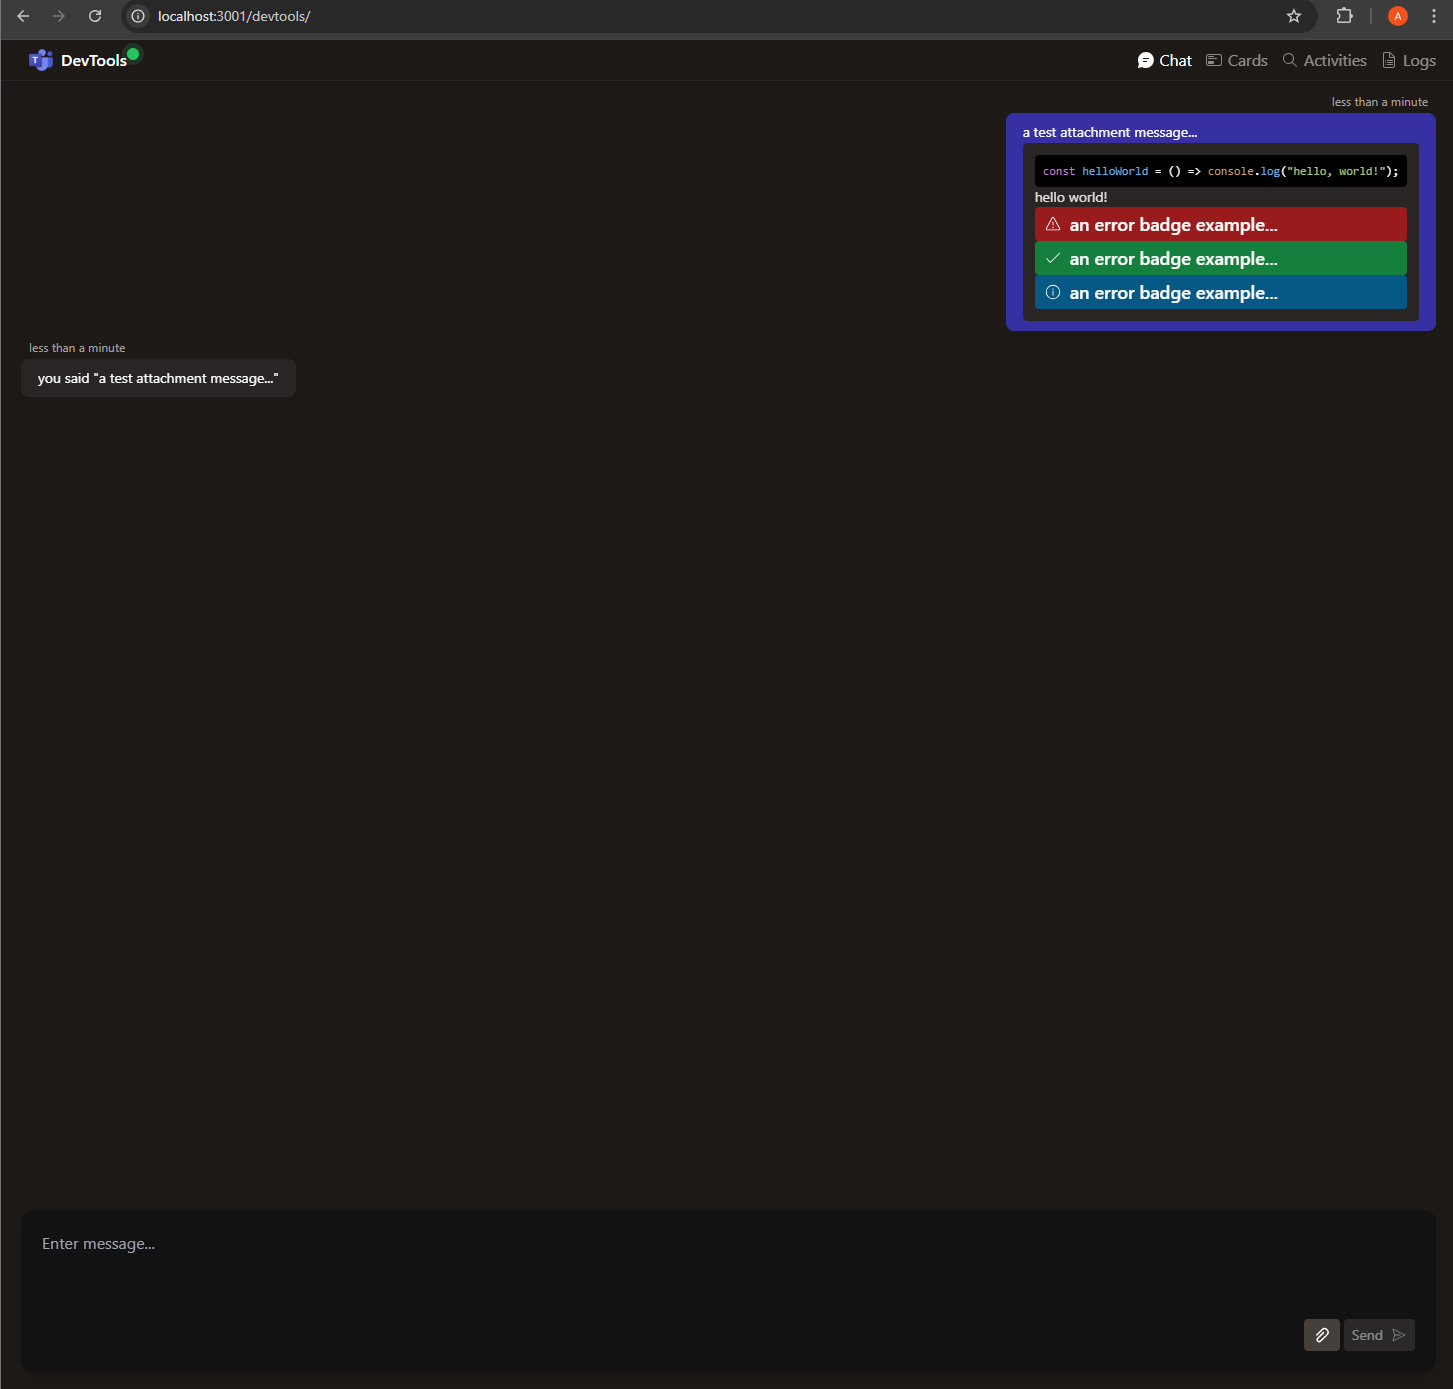 localhost:3001/devtools/
A
T
DevTools
Chat
Cards
Activities
Logs
less than a minute
a test attachment message...
const helloWorld = () => console.log("hello, world!");
hello world!
an error badge example...
an error badge example...
an error badge example...
less than a minute
you said "a test attachment message..."
Enter message...
Send